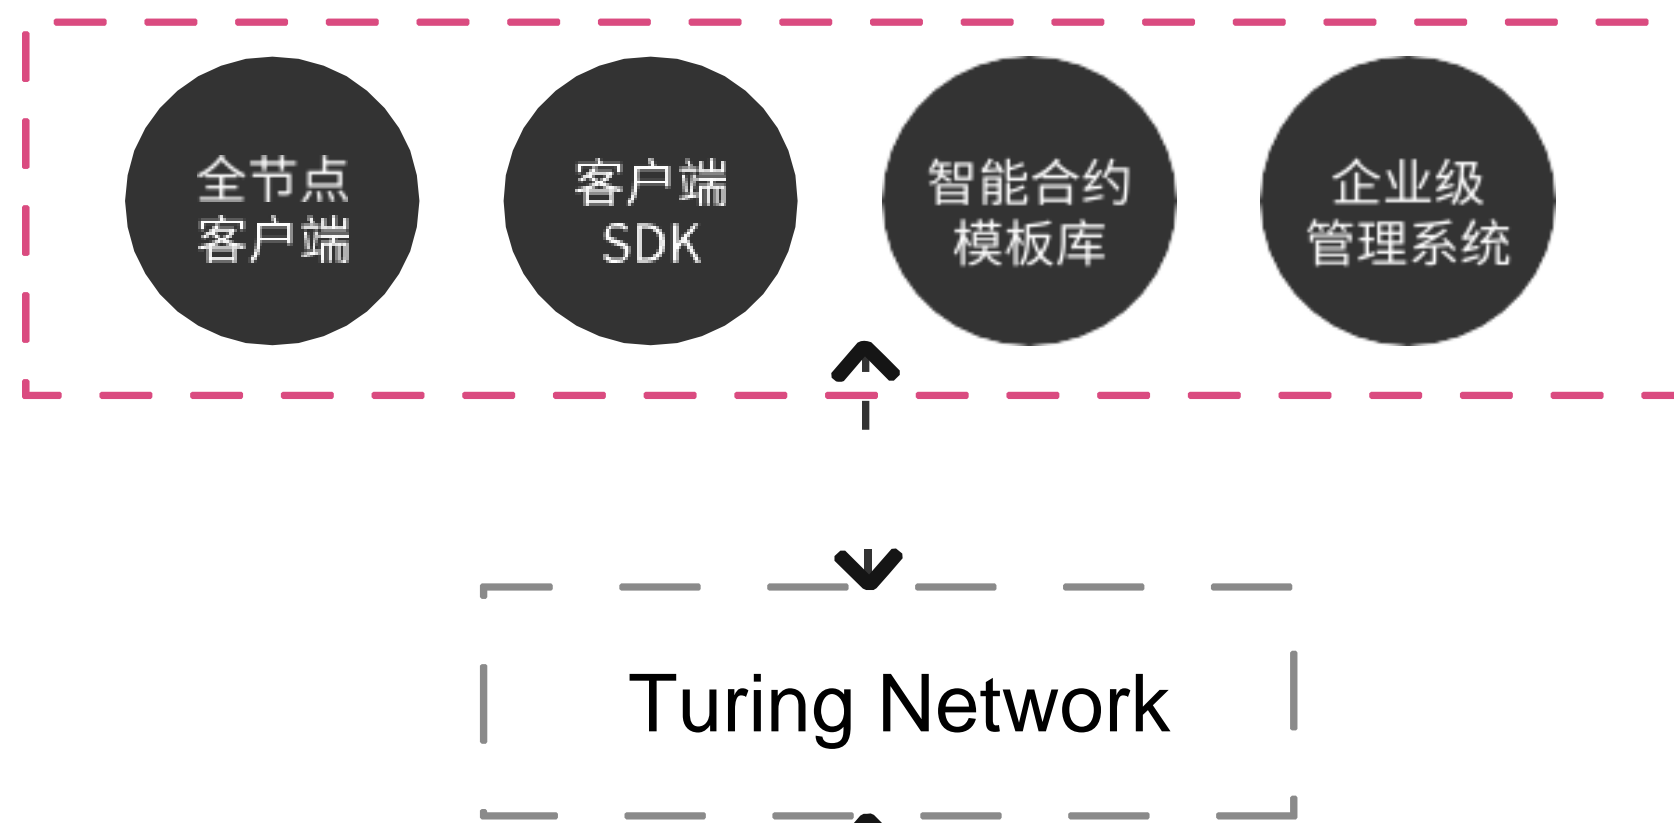 全节点
客户端
客户端
SDK
智能合约
模板库
企业级
管理系统
Turing Network